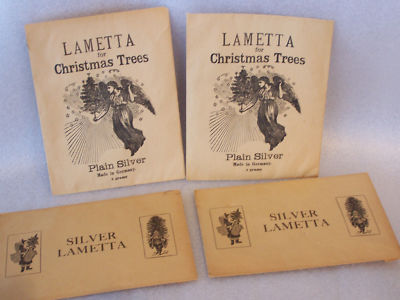 LAMETTA
for
Christmas Trees
Plain Silver
Made in Germany.
LAMETTA
for
Christmas Trees
Plain Silver
Made in Germany.
SILVER
LAMETTA
SILVER
LAMETTA